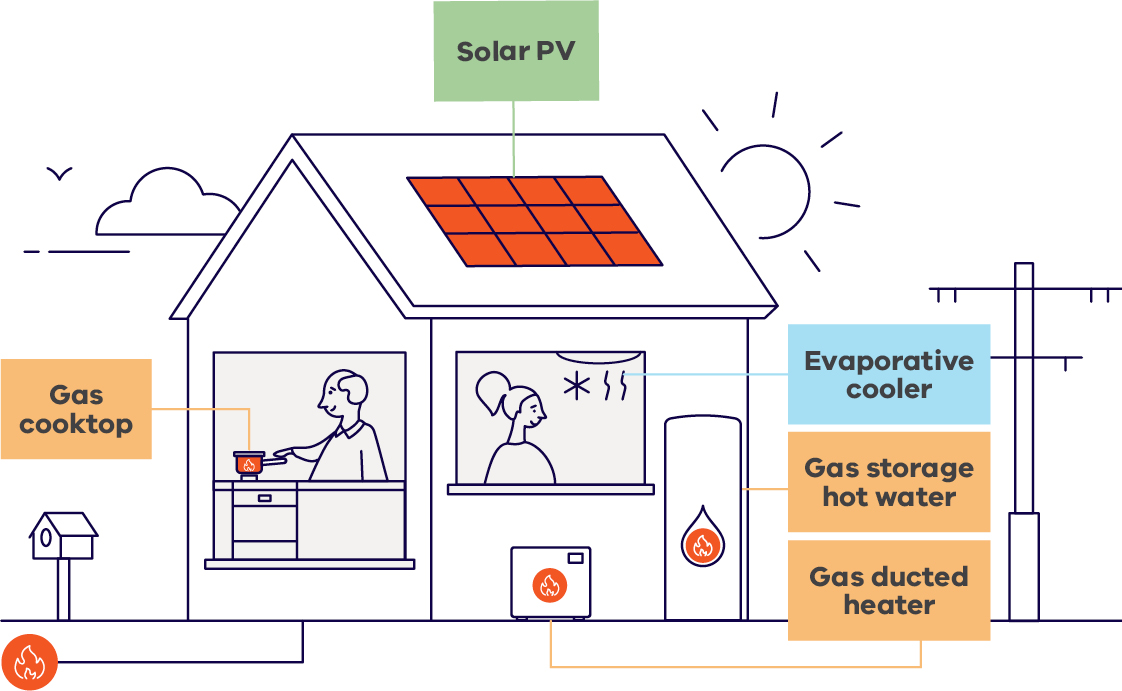 Solar PV
Gas
cooktop
Evaporative
cooler
Gas storage
hot water
Gas ducted
heater